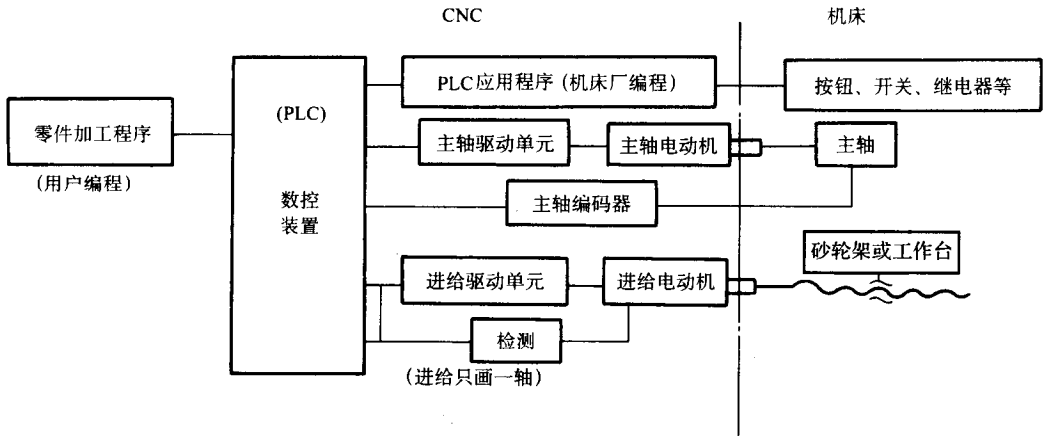 CNC
机床
PLC应用程序(机床厂编程)
按钮、开关、继电器等
零件加工程序
(用户编程)
(PLC)
数控
装置
主轴驱动单元
主轴电动机
主轴
主轴编码器
砂轮架或工作台
进给驱动单元
进给电动机
检测
(进给只画一轴)